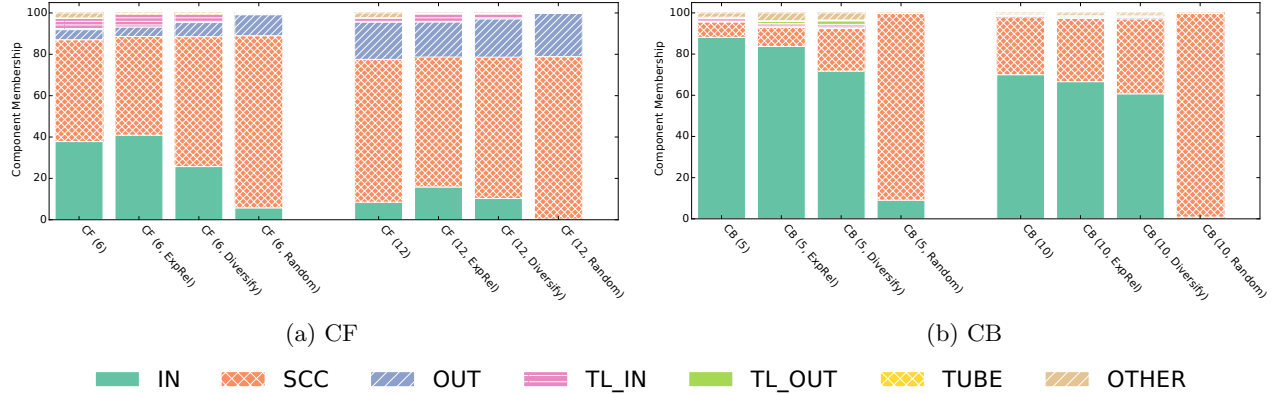 100
80
60
40
20
0
Component Membership
CF (6)
CF (6, ExpRel)
CF (6, Diversify)
CF (6, Random)
CF (12)
CF (12, ExpRel)
CF (12, Diversify)
CF (12, Random)
(a) CF
100
80
60
40
20
0
Component Membership
CB (5)
CB (5, ExpRel)
CB (5, Diversify)
CB (5, Random)
CB (10)
CB (10, ExpRel)
CB (10, Diversify)
CB (10, Random)
(b) CB
IN SCC OUT TL_IN TL_OUT TUBE OTHER